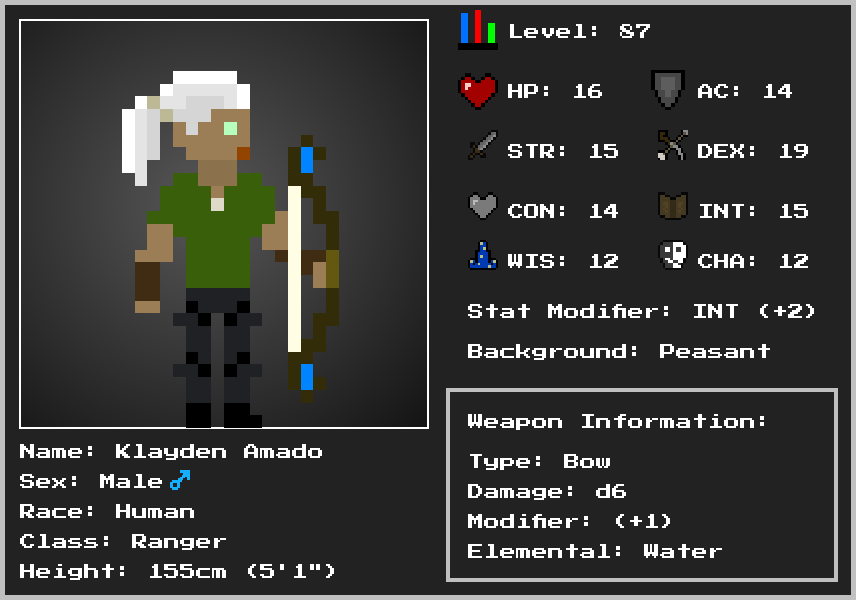 Level: 87
HP: 16
AC: 14
STR: 15
DEX: 19
CON: 14
INT: 15
WIS: 12
CHA: 12
Stat Modifier: INT (+2)
Background: Peasant
Name: Klayden Amado
Sex: Male ♂
Race: Human
Class: Ranger
Height: 155cm (5'1")
Weapon Information:
Type: Bow
Damage: d6
Modifier: (+1)
Elemental: Water